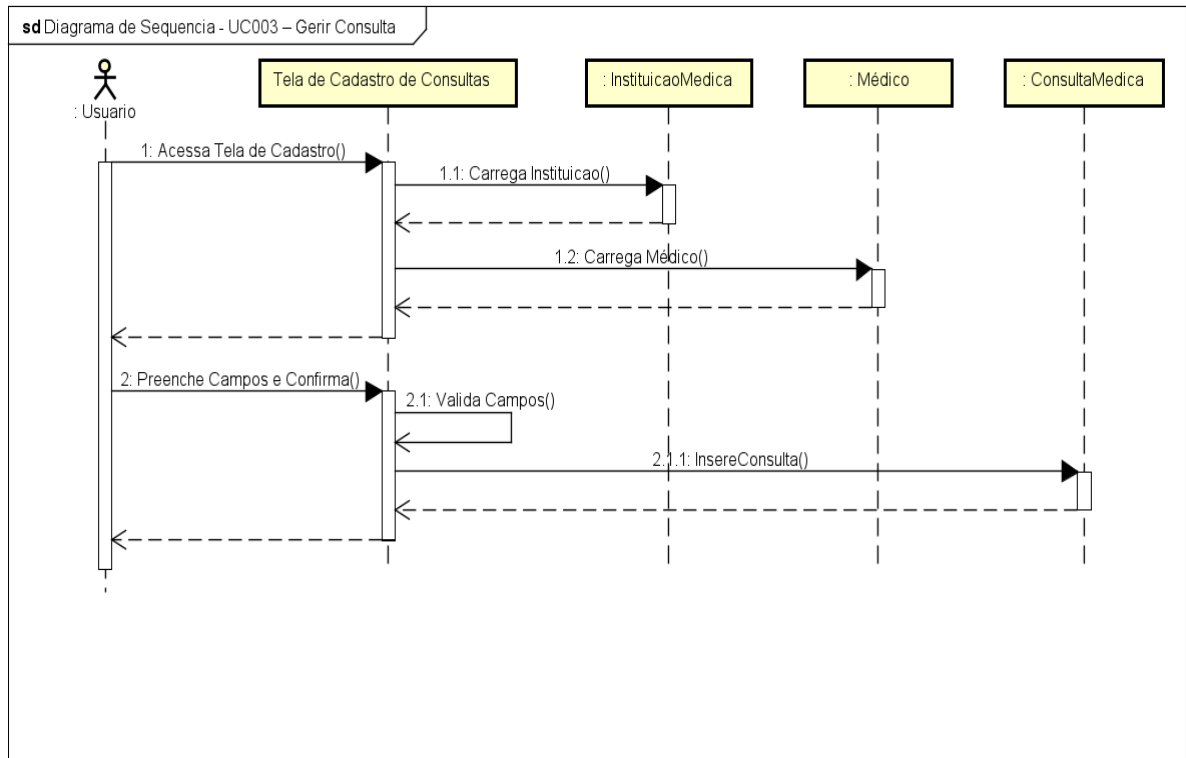 sd Diagrama de Sequencia - UC003 – Gerir Consulta
: Usuario
Tela de Cadastro de Consultas
: InstituicaoMedica
: Médico
: ConsultaMedica
1: Acessa Tela de Cadastro()
1.1: Carrega Instituicao()
1.2: Carrega Médico()
2: Preenche Campos e Confirma()
2.1: Valida Campos()
2.1.1: InsereConsulta()